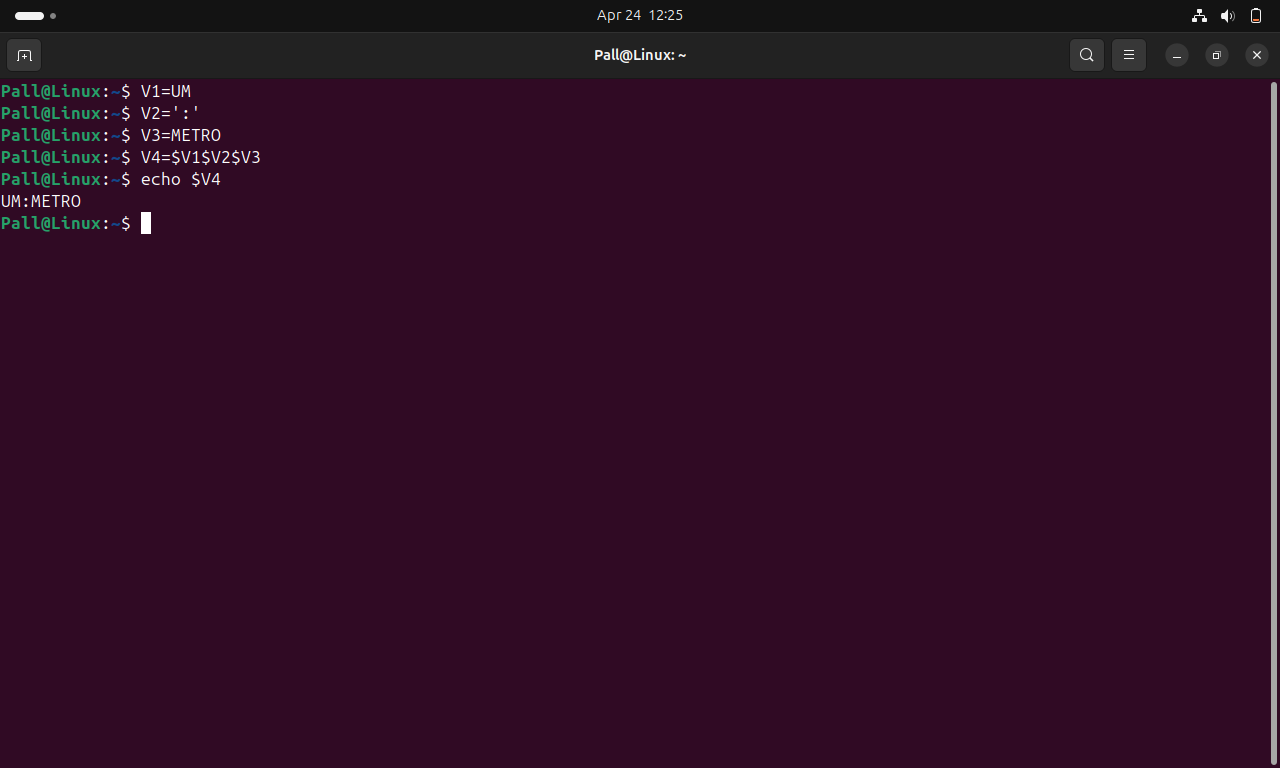 Apr 24 12:25
Pall@Linux: ~
Pall@Linux:~$ V1=UM
Pall@Linux:~$ V2=':'
Pall@Linux:~$ V3=METRO
Pall@Linux:~$ V4=$V1$V2$V3
Pall@Linux:~$ echo $V4
UM:METRO
Pall@Linux:~$